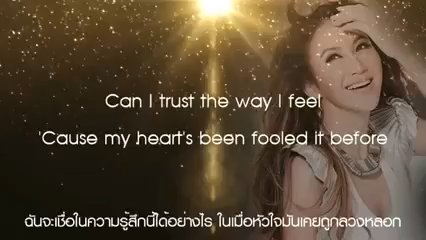 Can I trust the way I feel
'Cause my heart's been fooled it before
ฉันจะเชื่อในความรู้สึกนี้ได้อย่างไร ในเมื่อหัวใจมันเคยถูกลวงหลอก